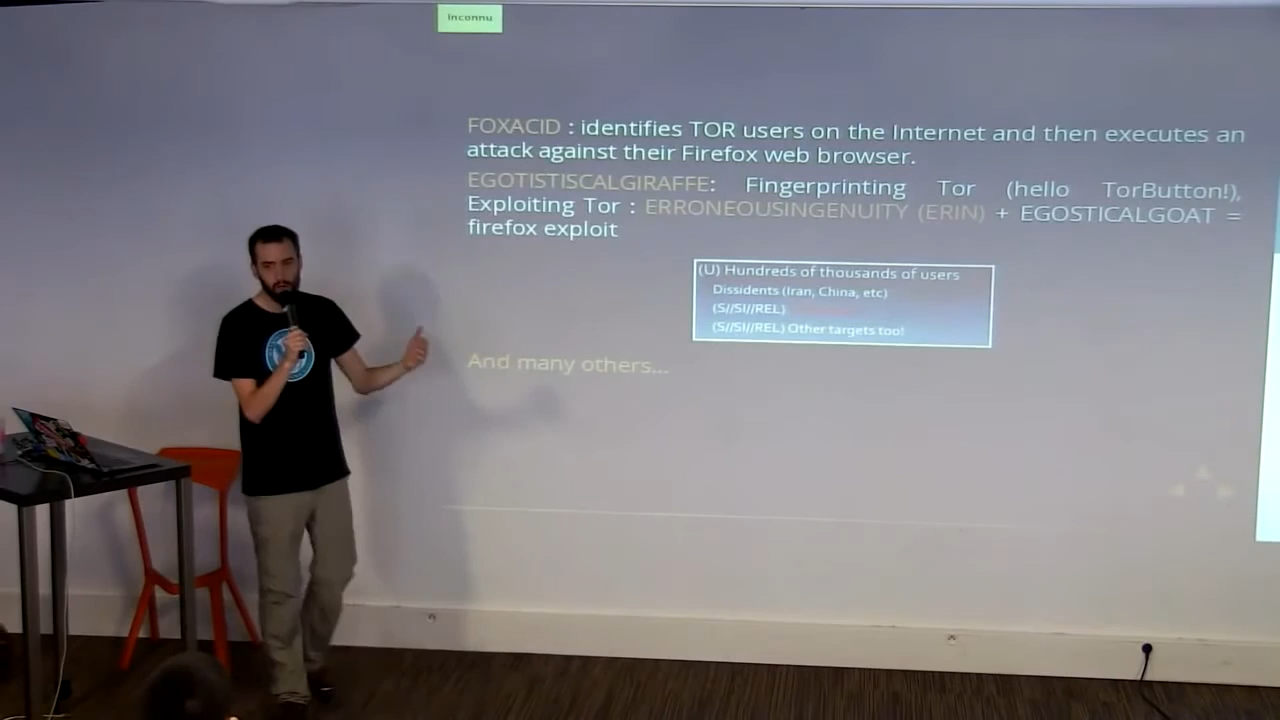 Inconnu
FOXACID : identifies TOR users on the Internet and then executes an
attack against their Firefox web browser.
EGOTISTISCALGIRAFFE: Fingerprinting Tor (hello TorButton!),
Exploiting Tor : ERRONEOUSINGENUITY (ERIN) + EGOSTICALGOAT =
firefox exploit
(U) Hundreds of thousands of users
Dissidents (Iran, China, etc)
(S//SI//REL)
(S//SI//REL) Other targets too!
And many others...